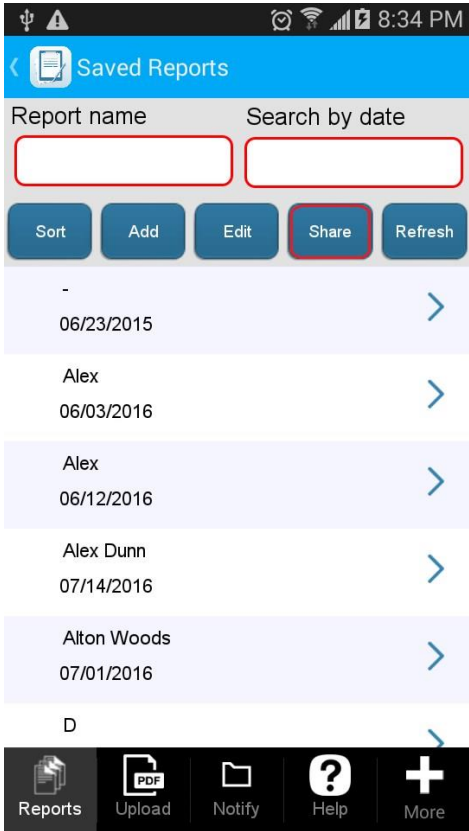 8:34 PM
Saved Reports
Report name Search by date
Sort Add Edit Share Refresh
-
06/23/2015
Alex
06/03/2016
Alex
06/12/2016
Alex Dunn
07/14/2016
Alton Woods
07/01/2016
D
PDF ?
Reports Upload Notify Help More